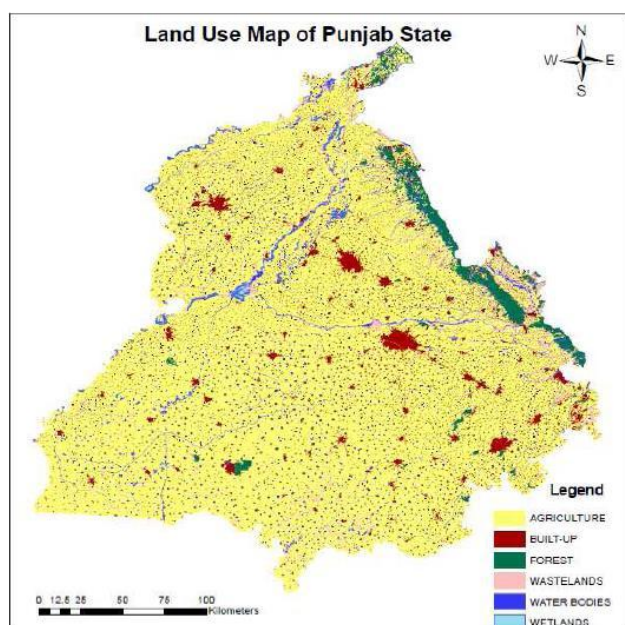 Land Use Map of Punjab State
N
W E
S
Legend
AGRICULTURE
BUILT-UP
FOREST
WASTELANDS
WATER BODIES
WETLANDS
0 12.5 25 50 75 100
Kilometers